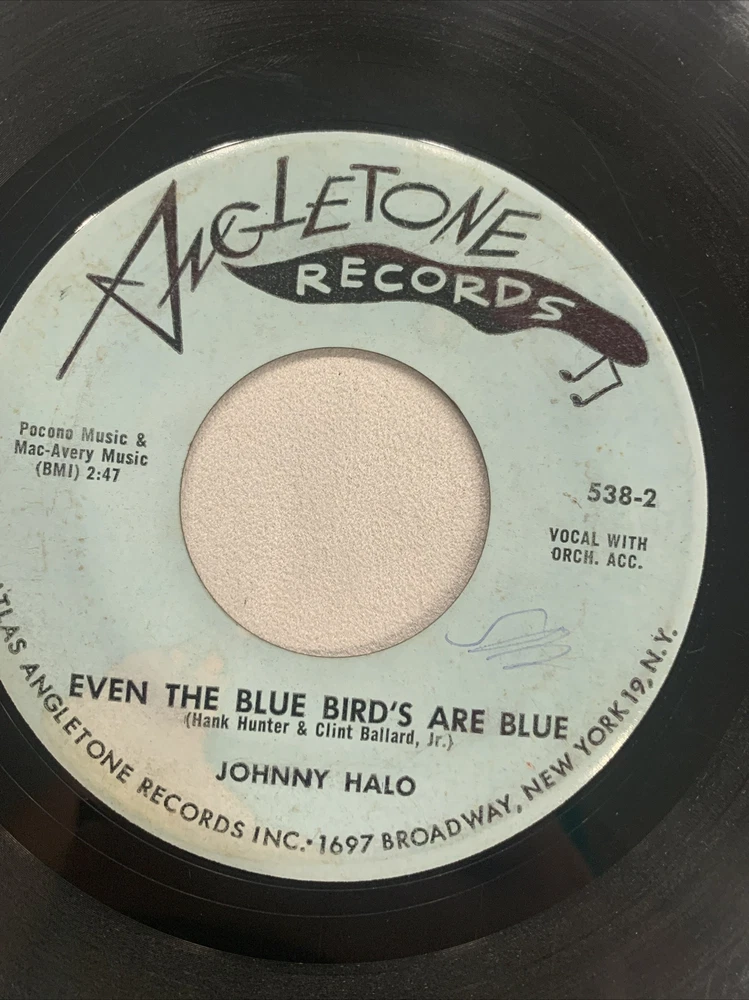 ANGLETONE
RECORDS
Pocono Music &
Mac-Avery Music
(BMI) 2:47
538-2
VOCAL WITH
ORCH. ACC.
EVEN THE BLUE BIRD'S ARE BLUE
(Hank Hunter & Clint Ballard, Jr.)
JOHNNY HALO
ATLAS ANGLETONE RECORDS INC.• 1697 BROADWAY, NEW YORK 19, N.Y.